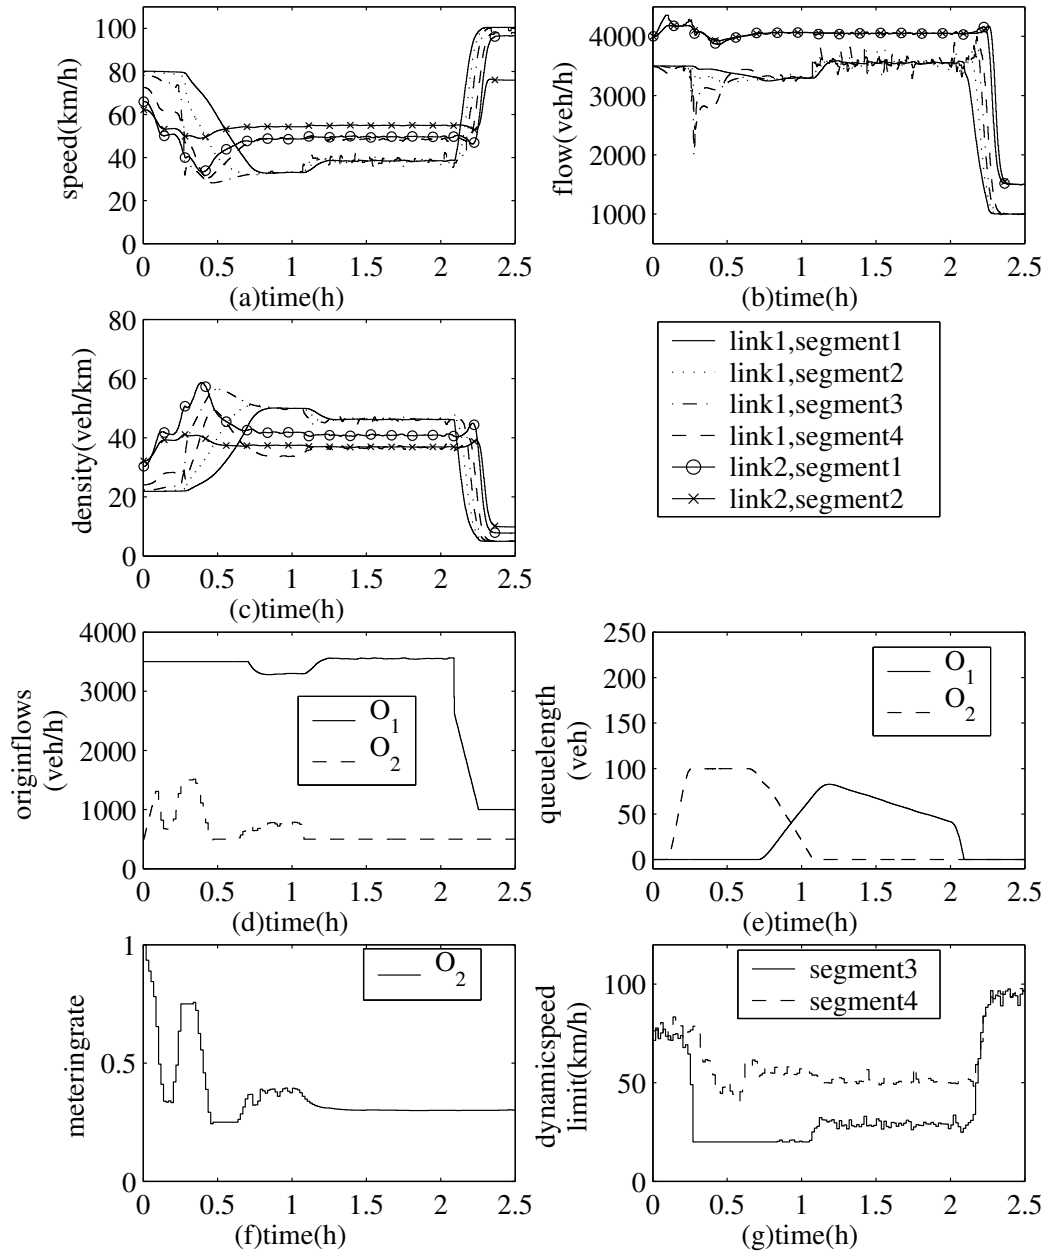 100
80
60
40
20
0
speed(km/h)
0 0.5 1 1.5 2 2.5
(a)time(h)
4000
3000
2000
1000
flow(veh/h)
0 0.5 1 1.5 2 2.5
(b)time(h)
80
60
40
20
0
density(veh/km)
0 0.5 1 1.5 2 2.5
(c)time(h)
link1,segment1
link1,segment2
link1,segment3
link1,segment4
link2,segment1
link2,segment2
4000
3000
2000
1000
0
originflows
(veh/h)
O1
O2
0 0.5 1 1.5 2 2.5
(d)time(h)
250
200
150
100
50
0
queuelength
(veh)
O1
O2
0 0.5 1 1.5 2 2.5
(e)time(h)
1
0.5
0
meteringrate
O2
0 0.5 1 1.5 2 2.5
(f)time(h)
100
50
0
dynamicspeed
limit(km/h)
segment3
segment4
0 0.5 1 1.5 2 2.5
(g)time(h)